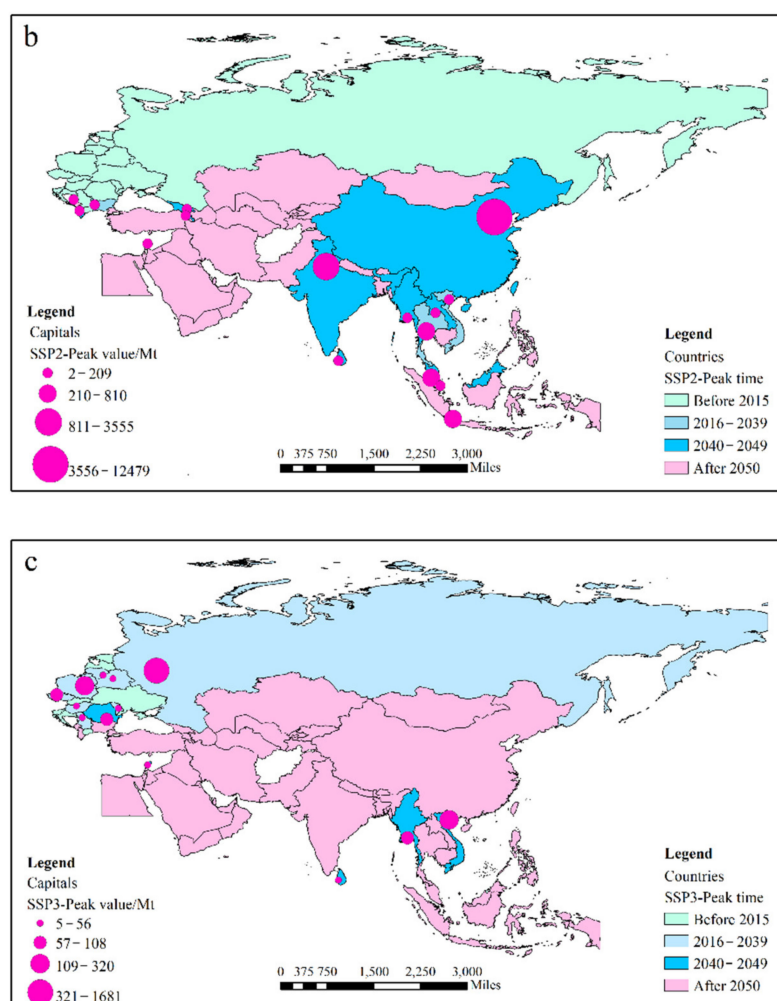 b
Legend
Capitals
SSP2-Peak value/Mt
2−209
210−810
811−3555
3556−12479
0 375 750 1,500 2,250 3,000
Miles
Legend
Countries
SSP2-Peak time
Before 2015
2016−2039
2040−2049
After 2050
c
Legend
Capitals
SSP3-Peak value/Mt
5−56
57−108
109−320
321−1681
0 375 750 1,500 2,250 3,000
Miles
Legend
Countries
SSP3-Peak time
Before 2015
2016−2039
2040−2049
After 2050